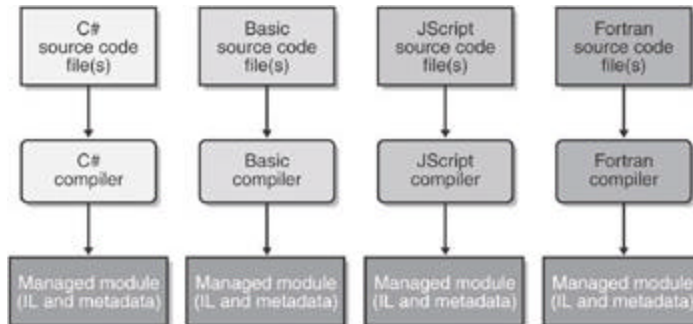 C#
source code
file(s)
Basic
source code
file(s)
JScript
source code
file(s)
Fortran
source code
file(s)
C#
compiler
Basic
compiler
JScript
compiler
Fortran
compiler
Managed module
(IL and metadata)
Managed module
(IL and metadata)
Managed module
(IL and metadata)
Managed module
(IL and metadata)